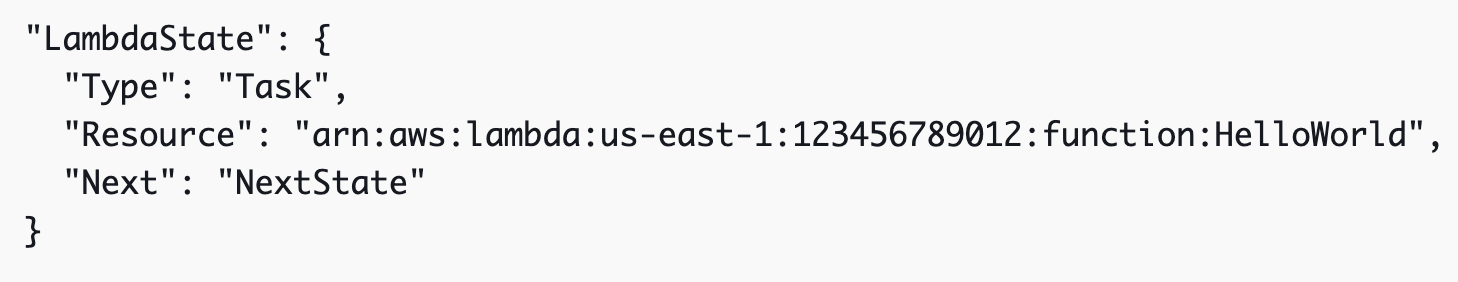 "LambdaState": {
  "Type": "Task",
  "Resource": "arn:aws:lambda:us-east-1:123456789012:function:HelloWorld",
  "Next": "NextState"
}